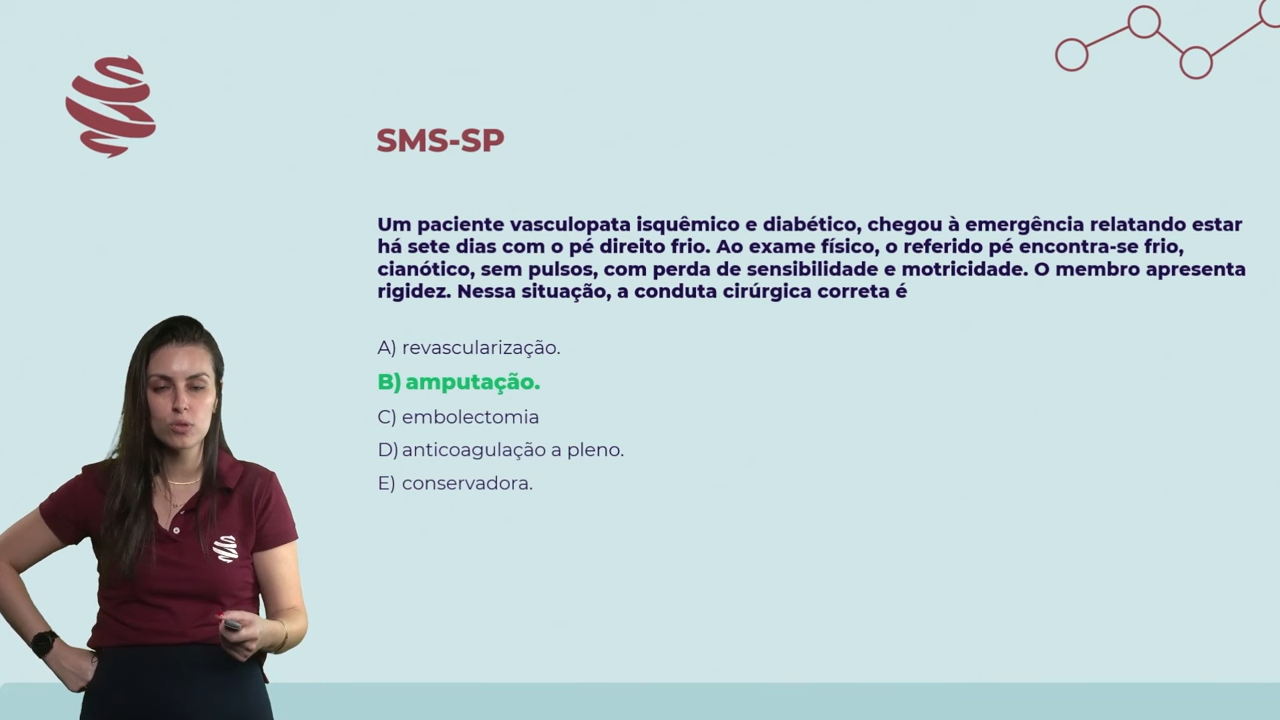 SMS-SP
Um paciente vasculopata isquêmico e diabético, chegou à emergência relatando estar
há sete dias com o pé direito frio. Ao exame físico, o referido pé encontra-se frio,
cianótico, sem pulsos, com perda de sensibilidade e motricidade. O membro apresenta
rigidez. Nessa situação, a conduta cirúrgica correta é
A) revascularização.
B) amputação.
C) embolectomia
D) anticoagulação a pleno.
E) conservadora.